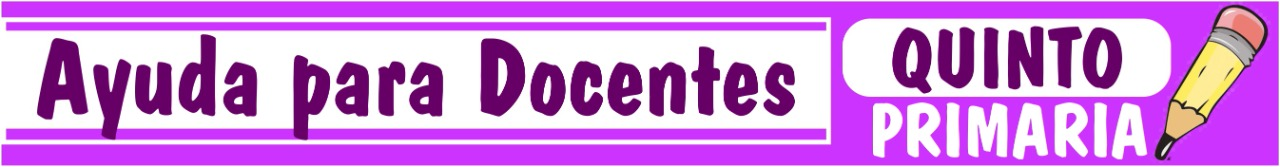 Ayuda para Docentes
QUINTO
PRIMARIA